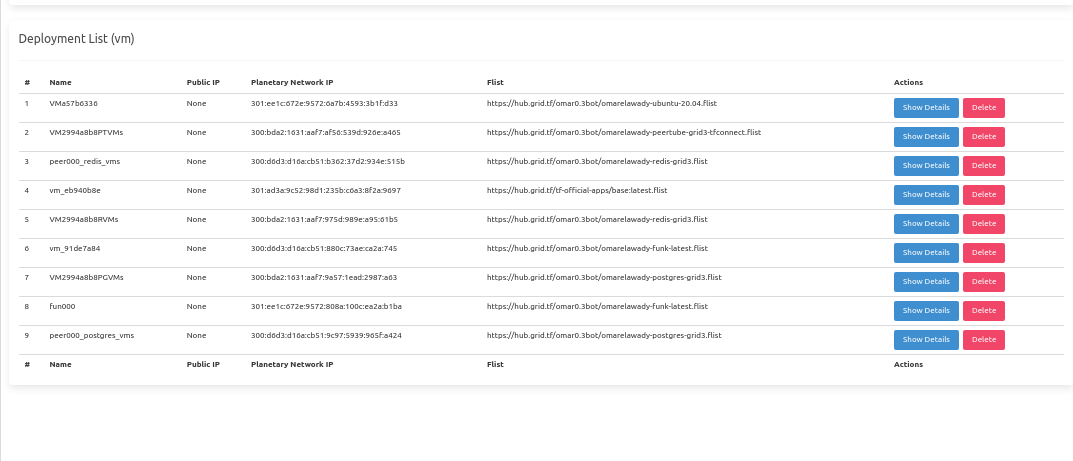 Deployment List (vm)
# Name Public IP Planetary Network IP Flist Actions
1 VMa57b6336 None 301:ee1c:672e:9572:6a7b:4593:3b1f:d33 https://hub.grid.tf/omar0.3bot/omarelawady-ubuntu-20.04.flist Show Details Delete
2 VM2994a8b8PTVMs None 300:bda2:1631:aaf7:af56:539d:926e:a465 https://hub.grid.tf/omar0.3bot/omarelawady-peertube-grid3-tfconnect.flist Show Details Delete
3 peer000_redis_vms None 300:d6d3:d16a:cb51:b362:37d2:934e:515b https://hub.grid.tf/omar0.3bot/omarelawady-redis-grid3.flist Show Details Delete
4 vm_eb940b8e None 301:ad3a:9c52:98d1:235b:c6a3:8f2a:9697 https://hub.grid.tf/tf-official-apps/base:latest.flist Show Details Delete
5 VM2994a8b8RVMs None 300:bda2:1631:aaf7:975d:989e:a95:61b5 https://hub.grid.tf/omar0.3bot/omarelawady-redis-grid3.flist Show Details Delete
6 vm_91de7a84 None 300:d6d3:d16a:cb51:880c:73ae:ca2a:745 https://hub.grid.tf/omar0.3bot/omarelawady-funk-latest.flist Show Details Delete
7 VM2994a8b8PGVMs None 300:bda2:1631:aaf7:9a57:1ead:2987:a63 https://hub.grid.tf/omar0.3bot/omarelawady-postgres-grid3.flist Show Details Delete
8 fun000 None 301:ee1c:672e:9572:808a:100c:ea2a:b1ba https://hub.grid.tf/omar0.3bot/omarelawady-funk-latest.flist Show Details Delete
9 peer000_postgres_vms None 300:d6d3:d16a:cb51:9c97:5939:965f:a424 https://hub.grid.tf/omar0.3bot/omarelawady-postgres-grid3.flist Show Details Delete
# Name Public IP Planetary Network IP Flist Actions